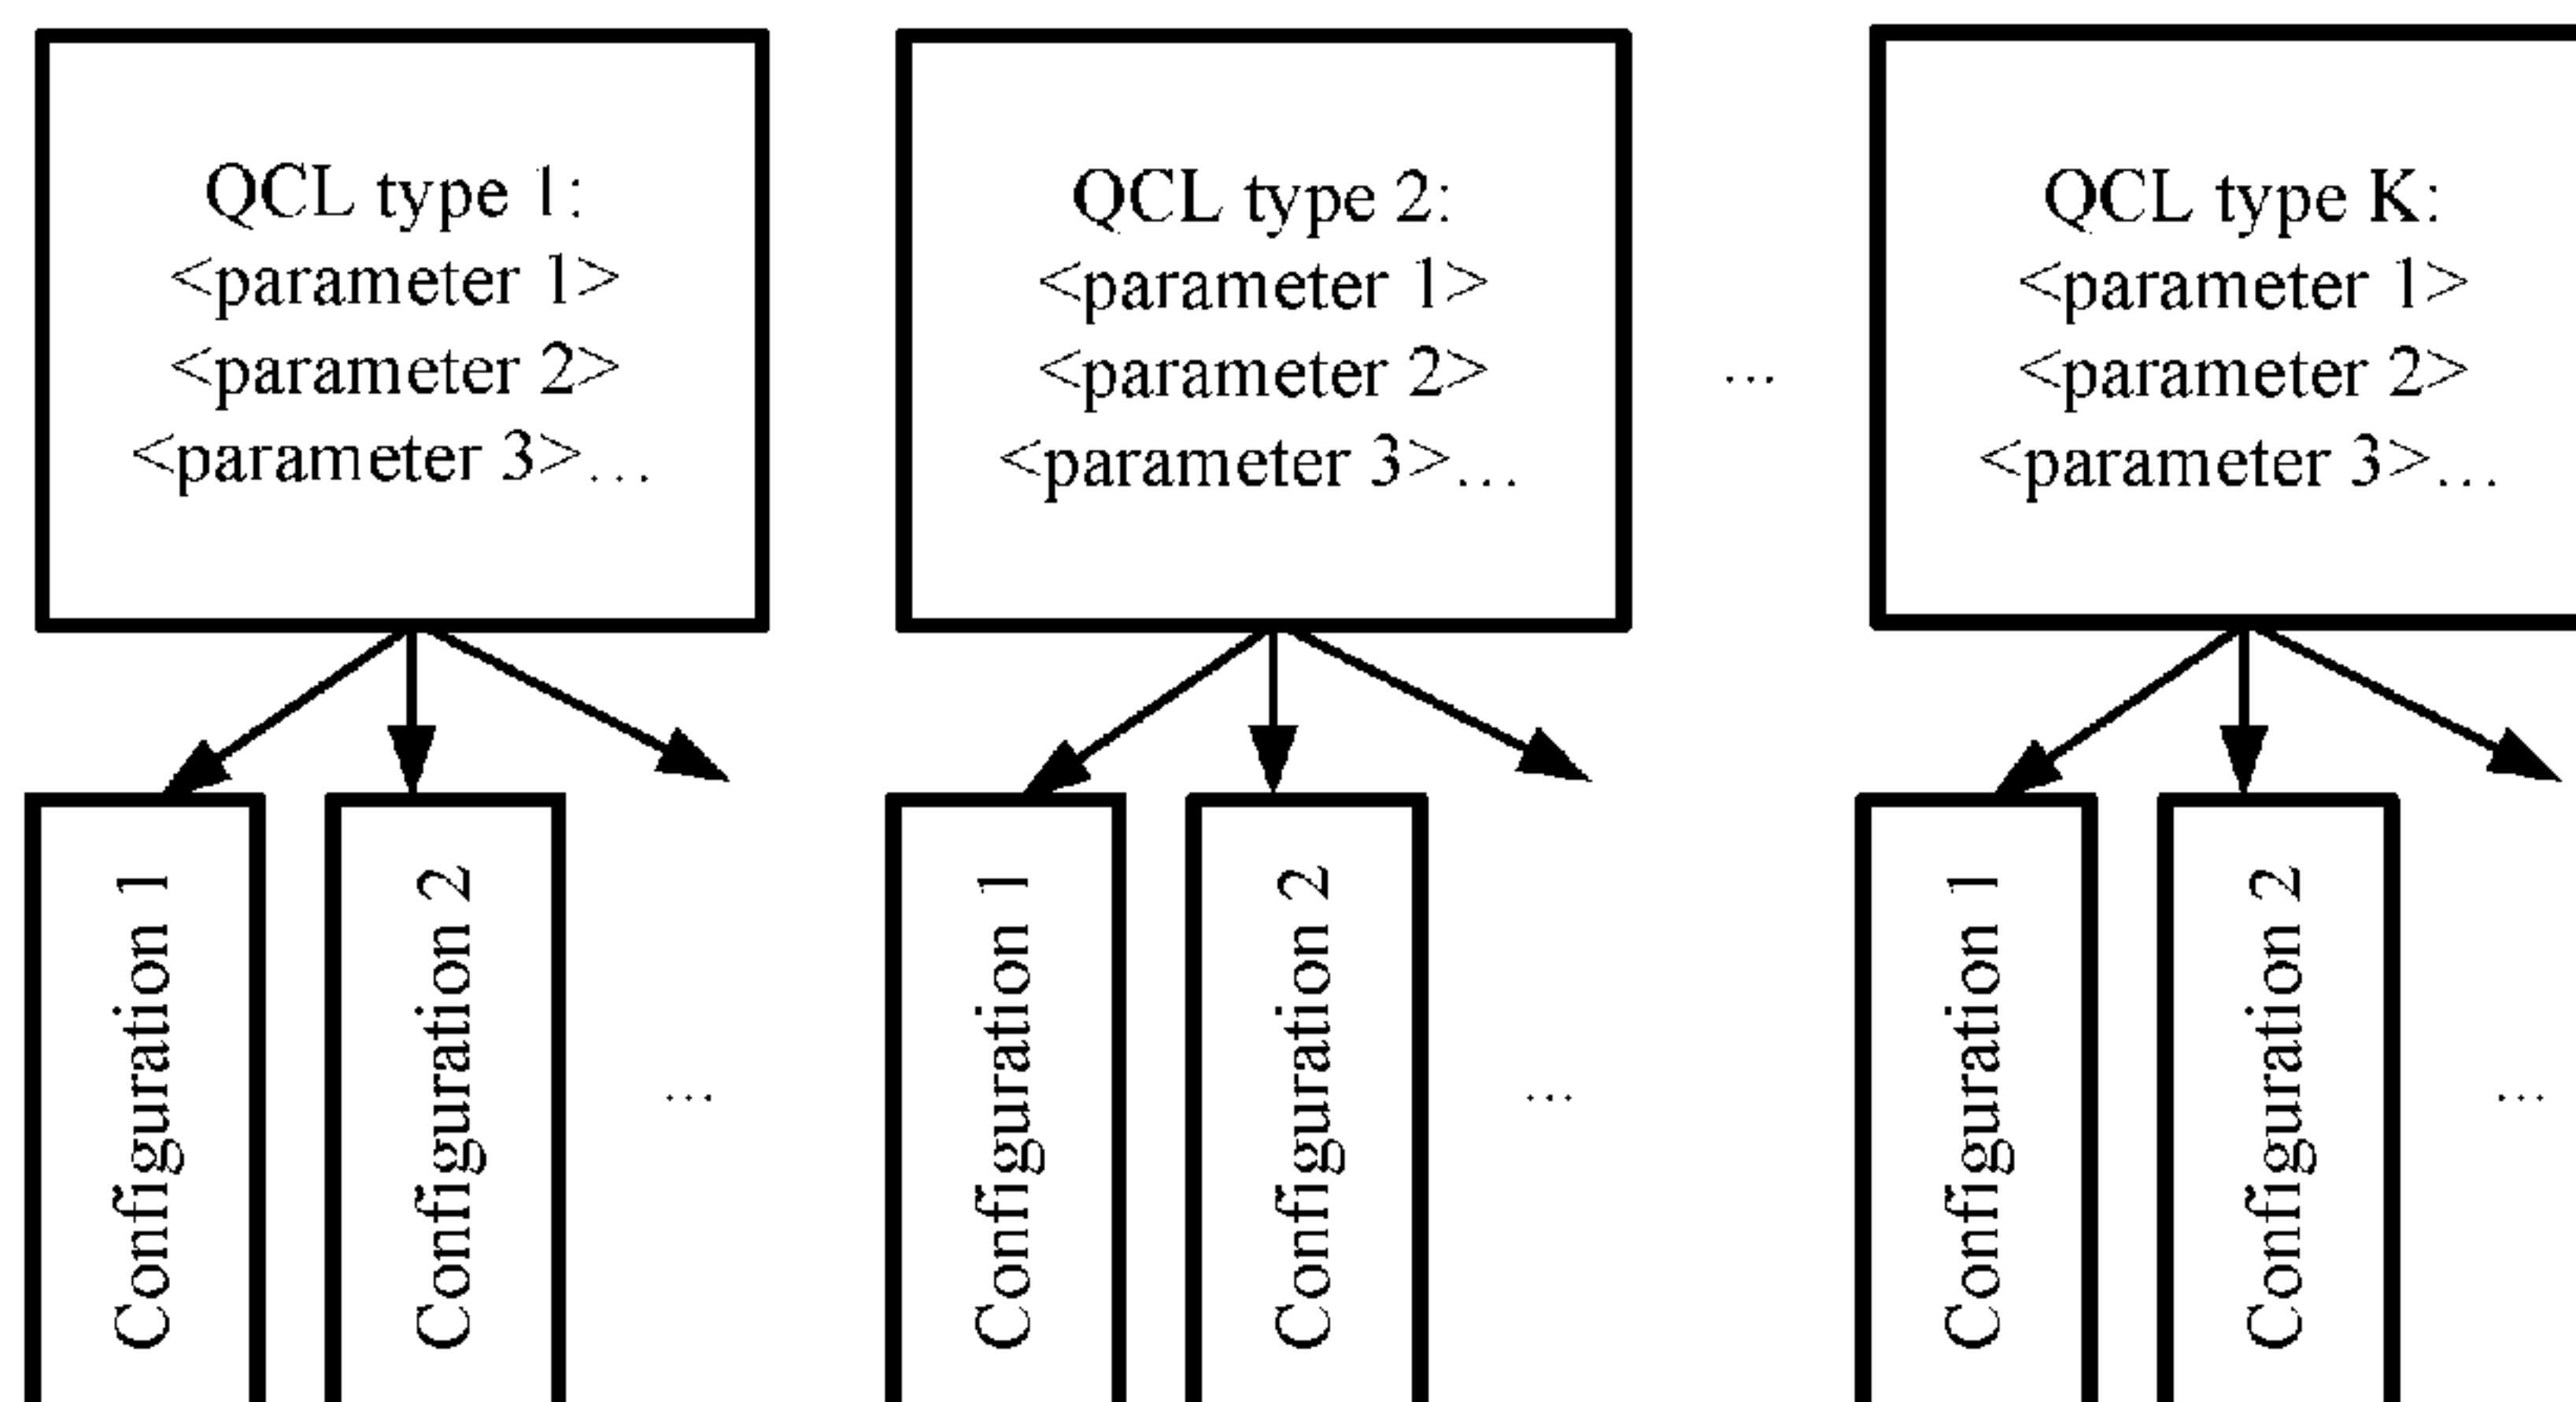 QCL type 1:
<parameter 1>
<parameter 2>
<parameter 3>...
QCL type 2:
<parameter 1>
<parameter 2>
<parameter 3>...
...
QCL type K:
<parameter 1>
<parameter 2>
<parameter 3>...
Configuration 1
Configuration 2
...
Configuration 1
Configuration 2
...
Configuration 1
Configuration 2
...